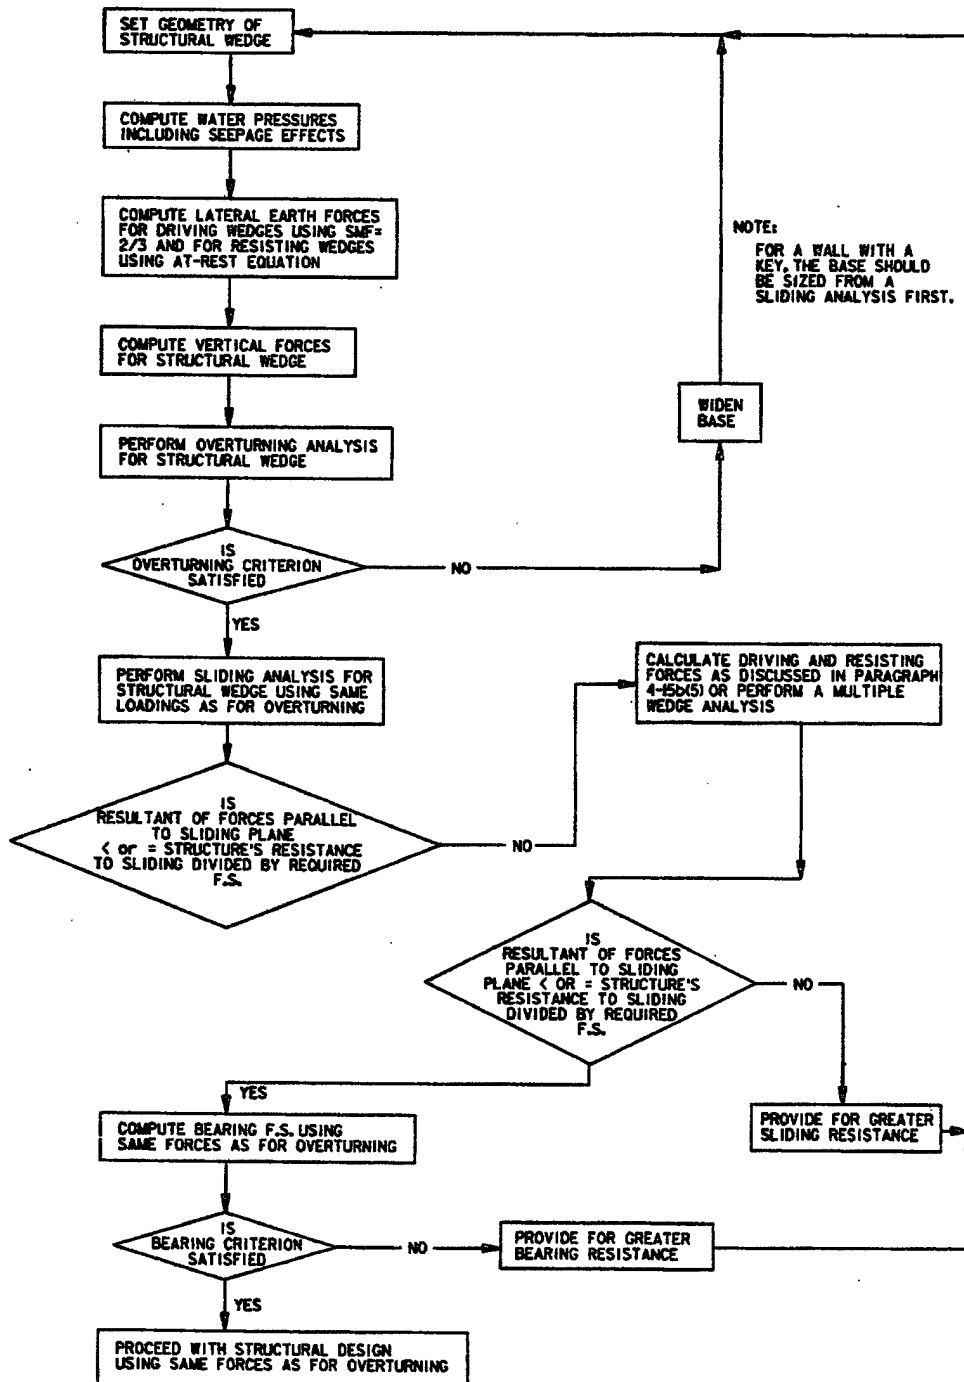 SET GEOMETRY OF
STRUCTURAL WEDGE
COMPUTE WATER PRESSURES
INCLUDING SEEPAGE EFFECTS
COMPUTE LATERAL EARTH FORCES
FOR DRIVING WEDGES USING SMF=
2/3 AND FOR RESISTING WEDGES
USING AT-REST EQUATION
NOTE:
FOR A WALL WITH A
KEY, THE BASE SHOULD
BE SIZED FROM A
SLIDING ANALYSIS FIRST.
COMPUTE VERTICAL FORCES
FOR STRUCTURAL WEDGE
WIDEN
BASE
PERFORM OVERTURNING ANALYSIS
FOR STRUCTURAL WEDGE
IS
OVERTURNING CRITERION
SATISFIED
NO
YES
PERFORM SLIDING ANALYSIS FOR
STRUCTURAL WEDGE USING SAME
LOADINGS AS FOR OVERTURNING
CALCULATE DRIVING AND RESISTING
FORCES AS DISCUSSED IN PARAGRAPH
4-15b(5) OR PERFORM A MULTIPLE
WEDGE ANALYSIS
IS
RESULTANT OF FORCES PARALLEL
TO SLIDING PLANE
< or = STRUCTURE'S RESISTANCE
TO SLIDING DIVIDED BY REQUIRED
F.S.
NO
IS
RESULTANT OF FORCES
PARALLEL TO SLIDING
PLANE < OR = STRUCTURE'S
RESISTANCE TO SLIDING
DIVIDED BY REQUIRED
F.S.
NO
YES
COMPUTE BEARING F.S. USING
SAME FORCES AS FOR OVERTURNING
PROVIDE FOR GREATER
SLIDING RESISTANCE
IS
BEARING CRITERION
SATISFIED
NO
PROVIDE FOR GREATER
BEARING RESISTANCE
YES
PROCEED WITH STRUCTURAL DESIGN
USING SAME FORCES AS FOR OVERTURNING